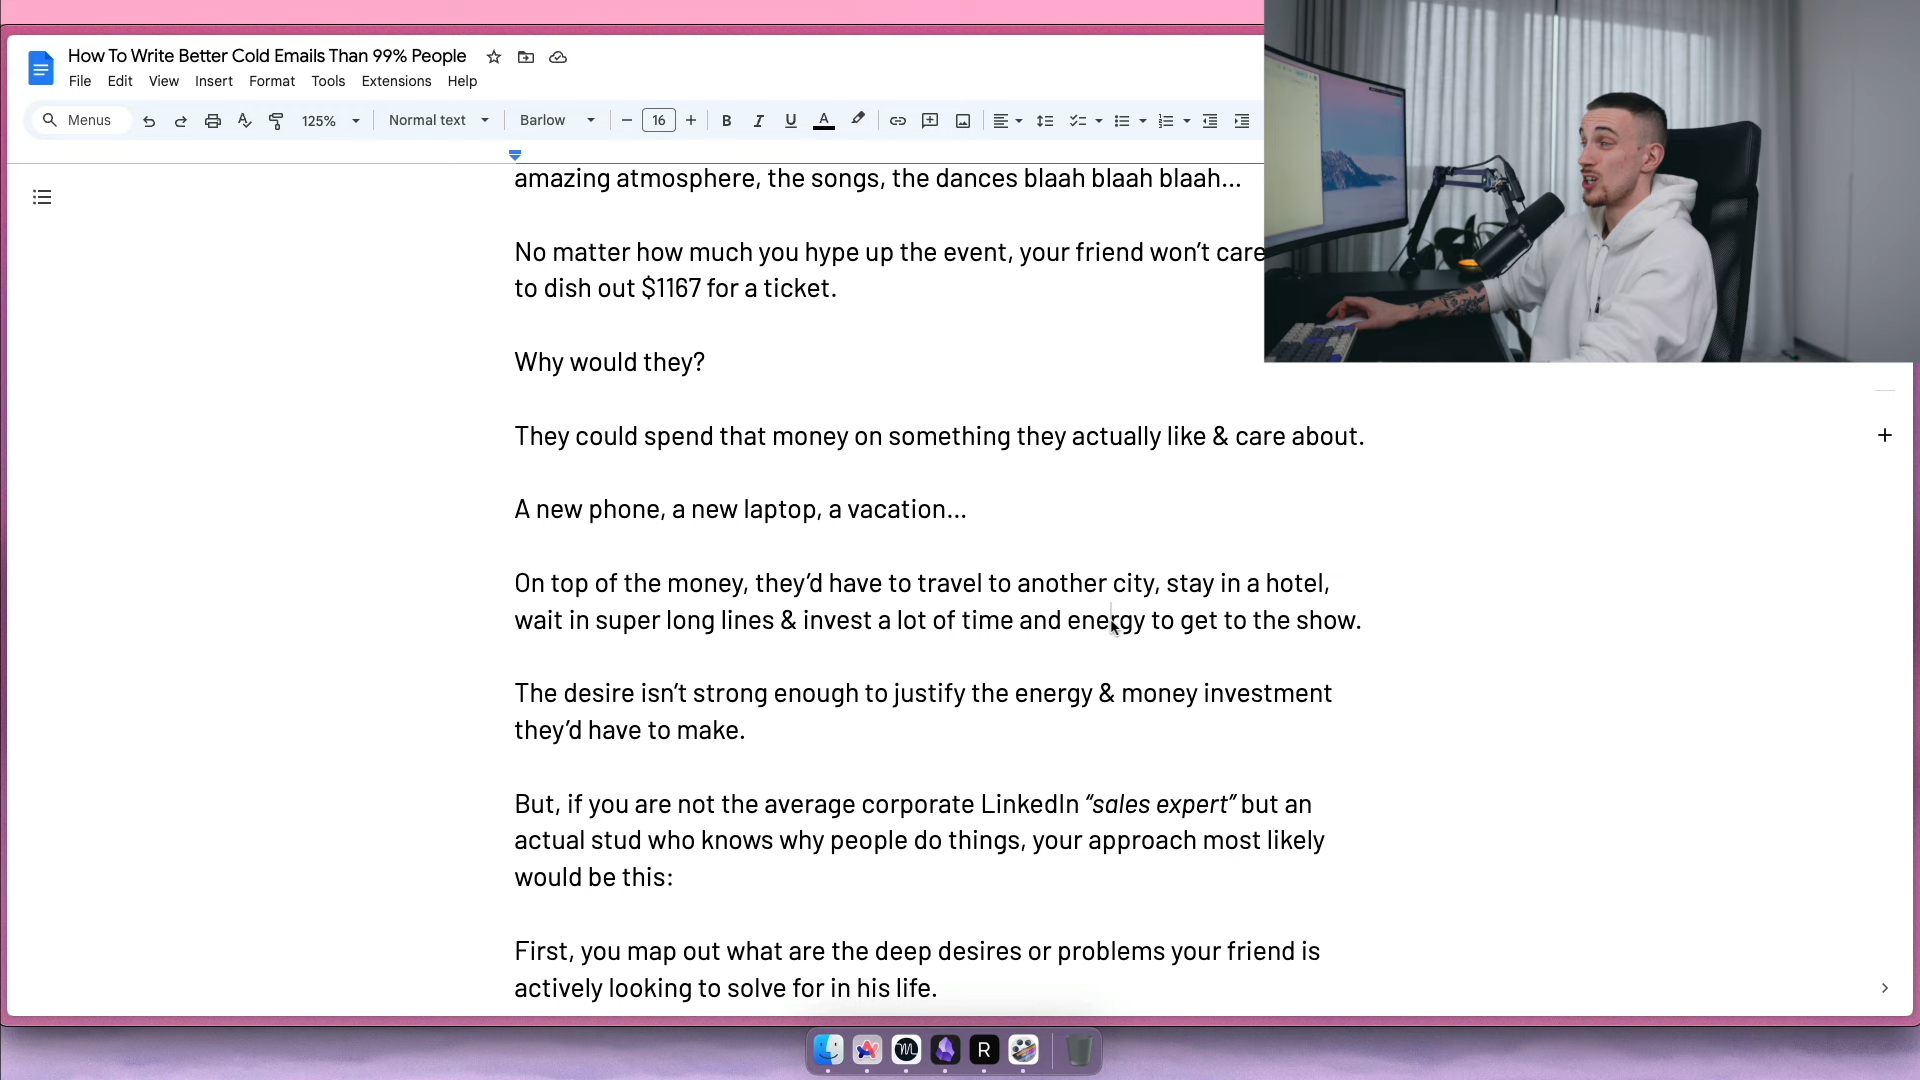 How To Write Better Cold Emails Than 99% People
File Edit View Insert Format Tools Extensions Help
Menus 125% Normal text Barlow 16 B I U A
amazing atmosphere, the songs, the dances blaah blaah blaah...
No matter how much you hype up the event, your friend won’t care
to dish out $1167 for a ticket.
Why would they?
They could spend that money on something they actually like & care about.
A new phone, a new laptop, a vacation...
On top of the money, they’d have to travel to another city, stay in a hotel,
wait in super long lines & invest a lot of time and energy to get to the show.
The desire isn’t strong enough to justify the energy & money investment
they’d have to make.
But, if you are not the average corporate LinkedIn “sales expert” but an
actual stud who knows why people do things, your approach most likely
would be this:
First, you map out what are the deep desires or problems your friend is
actively looking to solve for in his life.
R